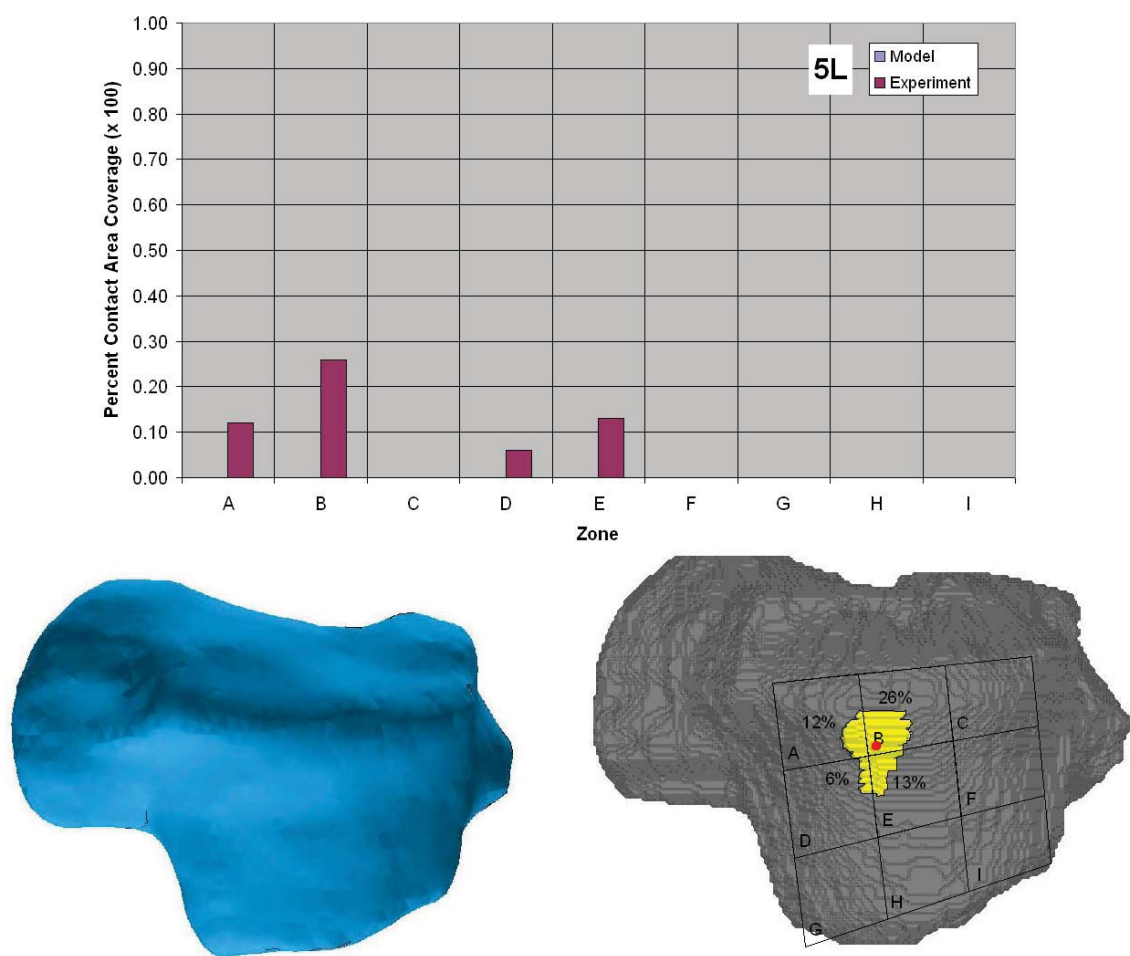 1.00
0.90
0.80
0.70
0.60
0.50
0.40
0.30
0.20
0.10
0.00
Percent Contact Area Coverage (x 100)
5L
Model
Experiment
A B C D E F G H I
Zone
26%
12%
B
C
A
6%
13%
F
E
D
I
H
G